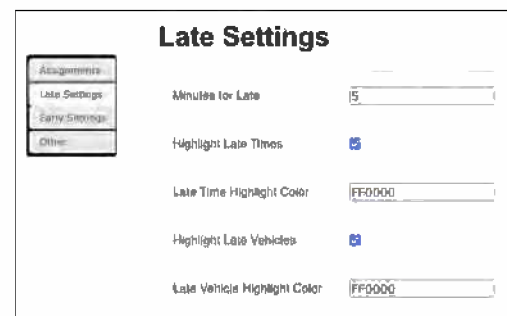 Late Settings
Assignments
Late Settings
Early Settings
Other
Minutes for Late
5
Highlight Late Times
Late Time Highlight Color
FF0000
Highlight Late Vehicles
Late Vehicle Highlight Color
FF0000